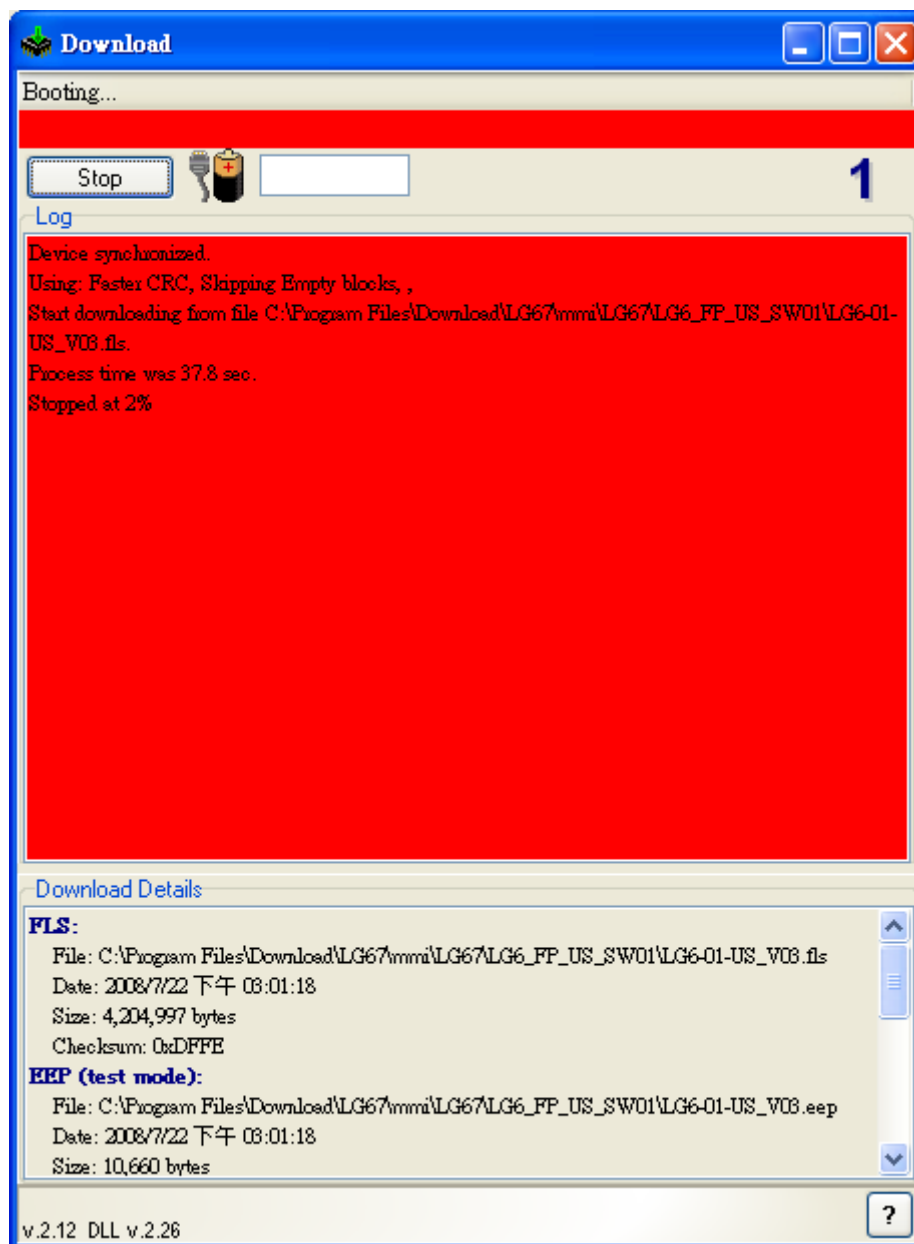 Download
Booting...
Stop
1
Log
Device synchronized.
Using: Faster CRC, Skipping Empty blocks, ,
Start downloading from file C:\Program Files\Download\LG67\mmi\LG67\LG6_FP_US_SW01\LG6-01-
US_V03.fls.
Process time was 37.8 sec.
Stopped at 2%
Download Details
FLS:
File: C:\Program Files\Download\LG67\mmi\LG67\LG6_FP_US_SW01\LG6-01-US_V03.fls
Date: 2008/7/22 下午 03:01:18
Size: 4,204,997 bytes
Checksum: 0xDFFE
EEP (test mode):
File: C:\Program Files\Download\LG67\mmi\LG67\LG6_FP_US_SW01\LG6-01-US_V03.eep
Date: 2008/7/22 下午 03:01:18
Size: 10,660 bytes
v.2.12 DLL v.2.26
?